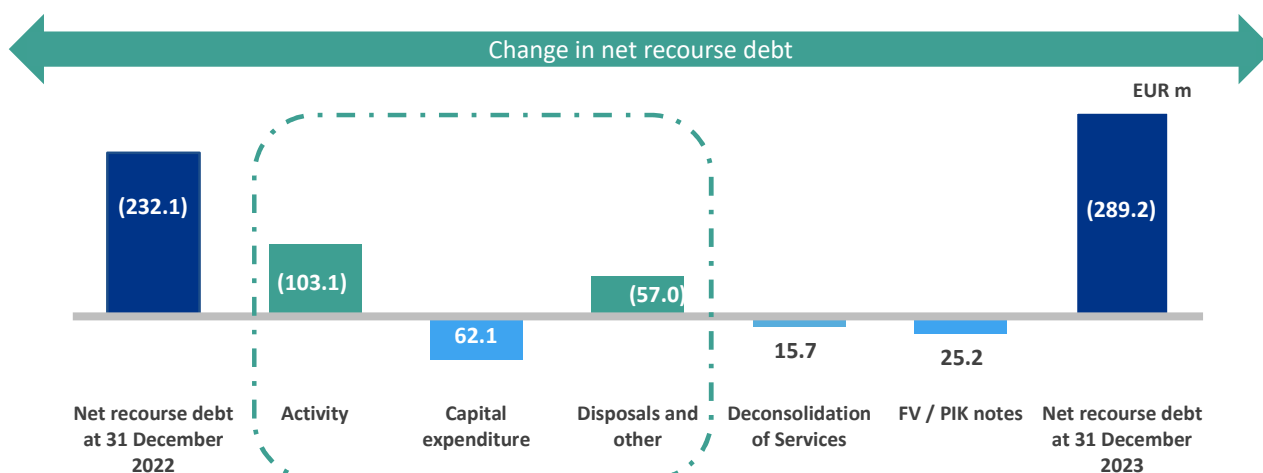 Change in net recourse debt
EUR m
(232.1)
(103.1)
62.1
(57.0)
15.7
25.2
(289.2)
Net recourse debt
at 31 December
2022
Activity
Capital
expenditure
Disposals and
other
Deconsolidation
of Services
FV / PIK notes
Net recourse debt
at 31 December
2023